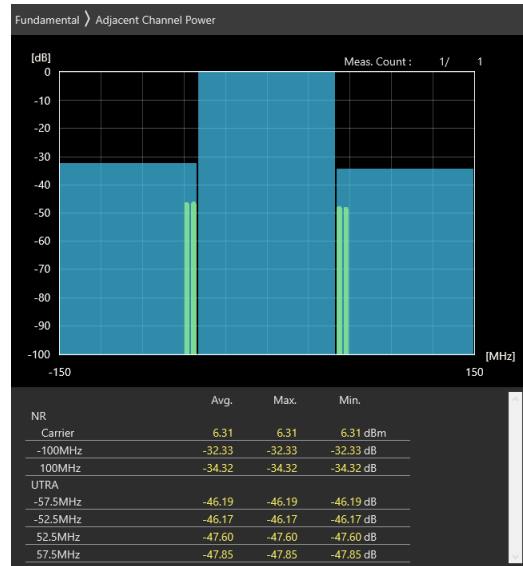 Fundamental 〉 Adjacent Channel Power
[dB]
Meas. Count : 1/ 1
0
-10
-20
-30
-40
-50
-60
-70
-80
-90
-100
[MHz]
-150 150
Avg. Max. Min.
NR
Carrier 6.31 6.31 6.31 dBm
-100MHz -32.33 -32.33 -32.33 dB
100MHz -34.32 -34.32 -34.32 dB
UTRA
-57.5MHz -46.19 -46.19 -46.19 dB
-52.5MHz -46.17 -46.17 -46.17 dB
52.5MHz -47.60 -47.60 -47.60 dB
57.5MHz -47.85 -47.85 -47.85 dB